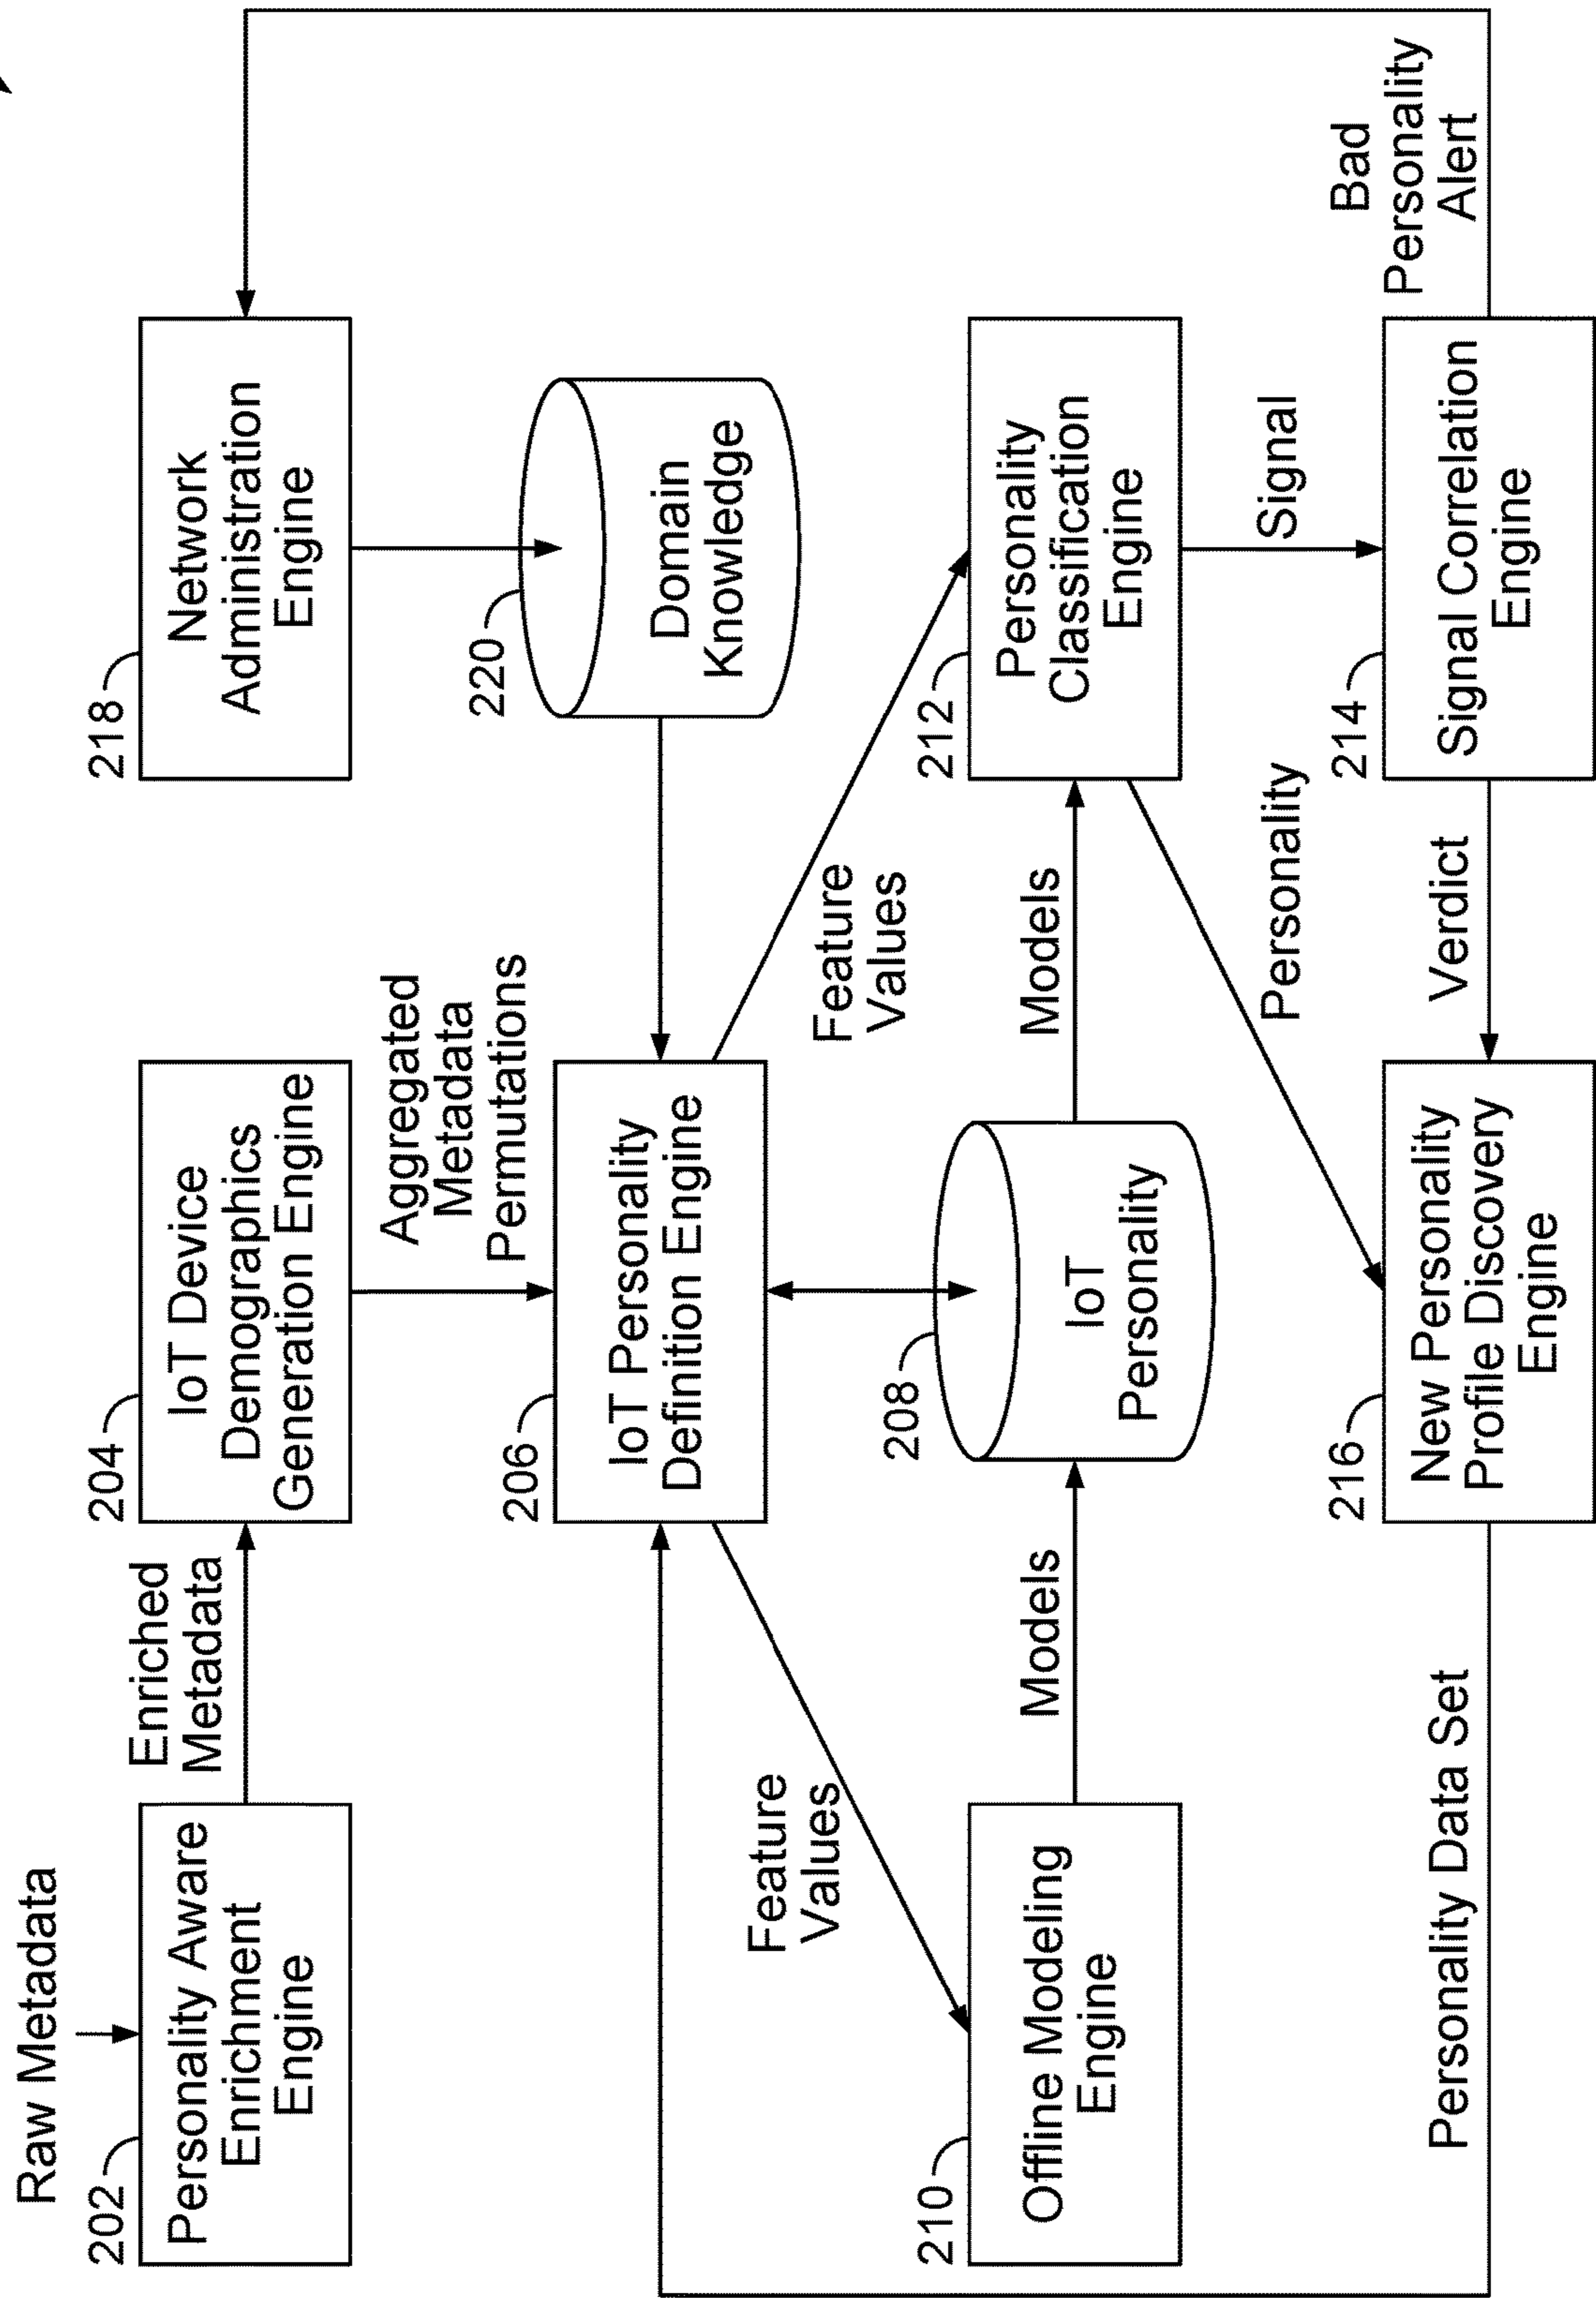 Raw Metadata
202
Personality Aware
Enrichment
Engine
Enriched
Metadata
204
IoT Device
Demographics
Generation Engine
218
Network
Administration
Engine
Aggregated
Metadata
Permutations
220
Domain
Knowledge
206
IoT Personality
Definition Engine
Feature
Values
Feature
Values
210
Offline Modeling
Engine
Models
208
IoT
Personality
Models
212
Personality
Classification
Engine
Personality
Signal
Personality Data Set
216
New Personality
Profile Discovery
Engine
Verdict
214
Signal Correlation
Engine
Bad
Personality
Alert